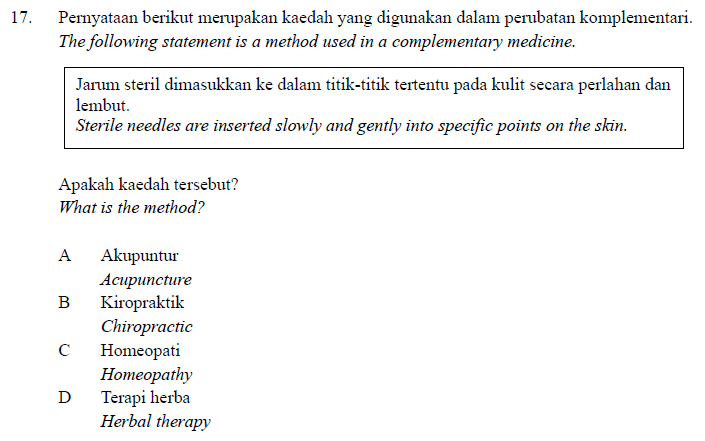 17. Pernyataan berikut merupakan kaedah yang digunakan dalam perubatan komplementari.
The following statement is a method used in a complementary medicine.
Jarum steril dimasukkan ke dalam titik-titik tertentu pada kulit secara perlahan dan
lembut.
Sterile needles are inserted slowly and gently into specific points on the skin.
Apakah kaedah tersebut?
What is the method?
A Akupuntur
Acupuncture
B Kiropraktik
Chiropractic
C Homeopati
Homeopathy
D Terapi herba
Herbal therapy